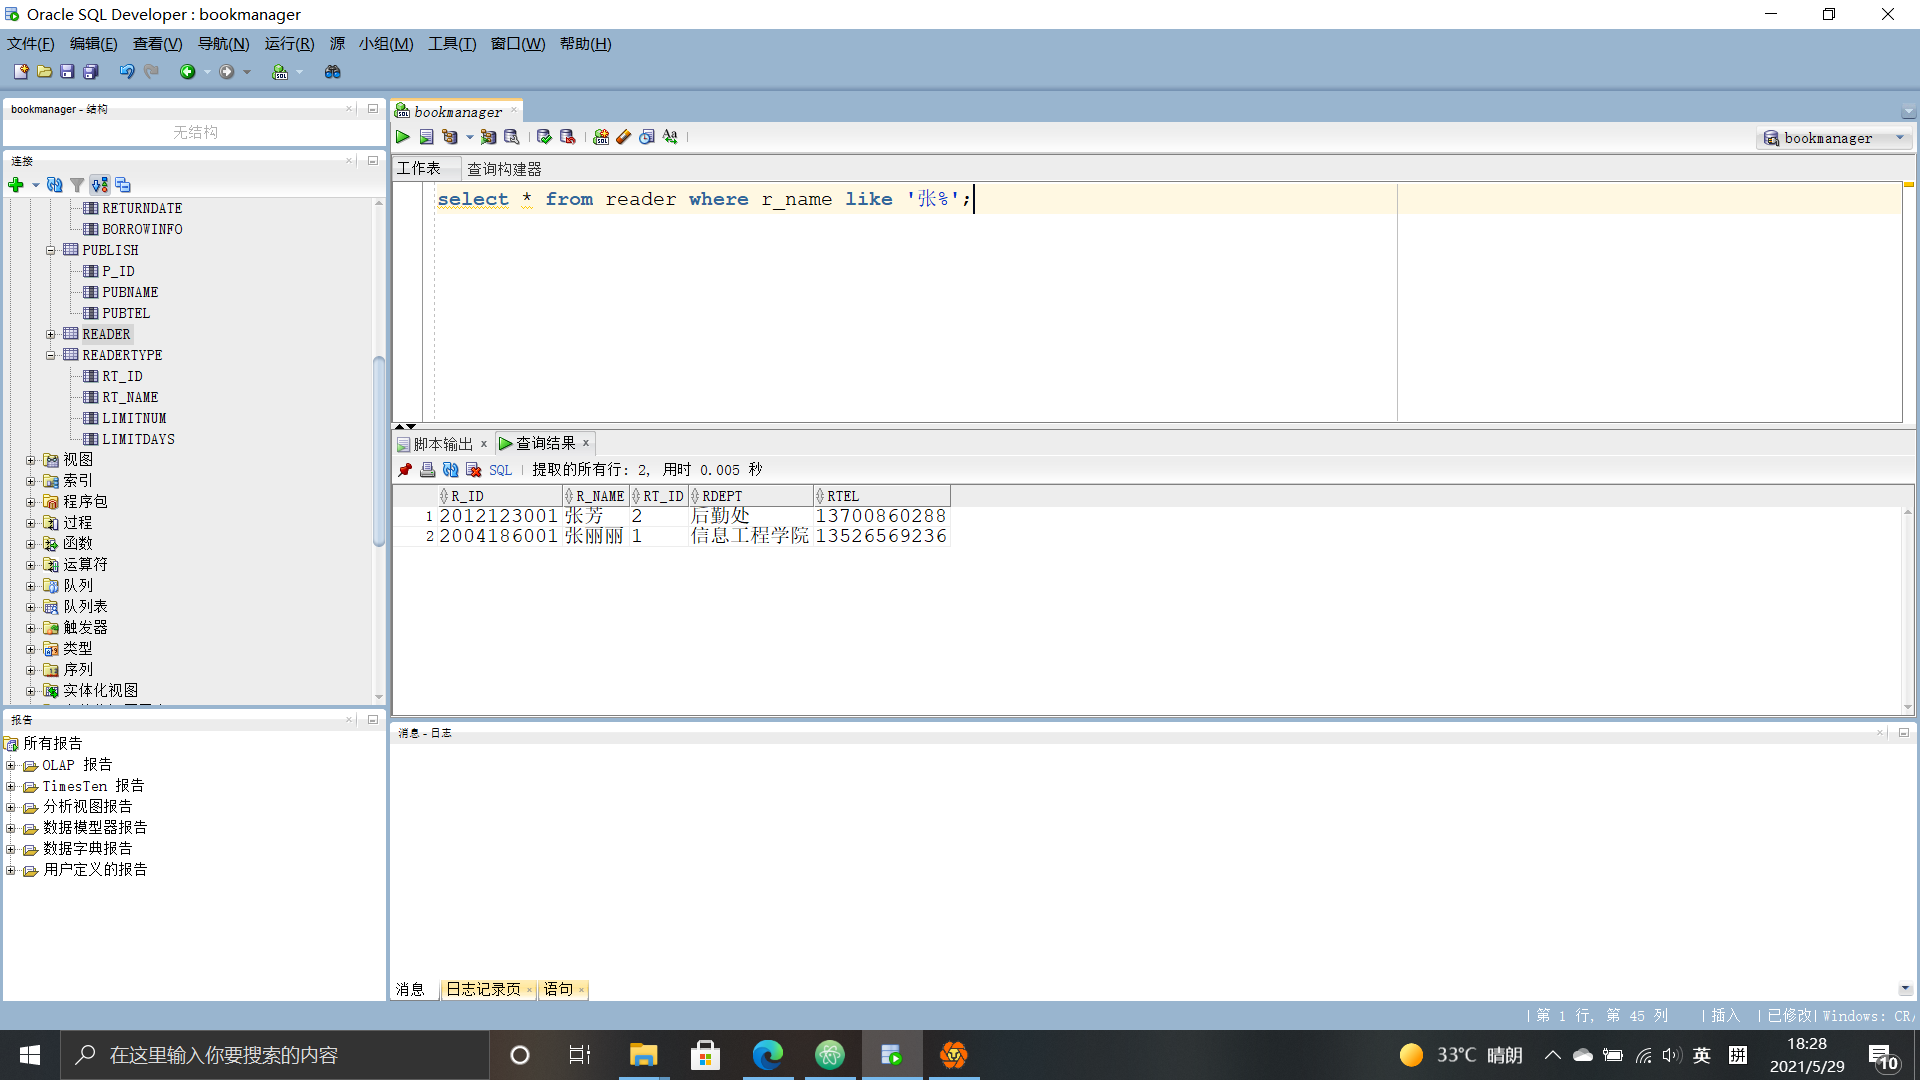 Oracle SQL Developer : bookmanager
文件(F) 编辑(E) 查看(V) 导航(N) 运行(R) 源 小组(M) 工具(T) 窗口(W) 帮助(H)
bookmanager - 结构
无结构
连接
RETURNDATE
BORROWINFO
PUBLISH
P_ID
PUBNAME
PUBTEL
READER
READERTYPE
RT_ID
RT_NAME
LIMITNUM
LIMITDAYS
视图
索引
程序包
过程
函数
运算符
队列
队列表
触发器
类型
序列
实体化视图
报告
所有报告
OLAP 报告
TimesTen 报告
分析视图报告
数据模型器报告
数据字典报告
用户定义的报告
bookmanager
bookmanager
工作表 查询构建器
select * from reader where r_name like '张%';
脚本输出 查询结果
SQL 提取的所有行: 2, 用时 0.005 秒
R_ID R_NAME RT_ID RDEPT RTEL
1 2012123001 张芳 2 后勤处 13700860288
2 2004186001 张丽丽 1 信息工程学院 13526569236
消息 - 日志
消息 日志记录页 语句
第 1 行, 第 45 列 插入 已修改 Windows: CR/
在这里输入你要搜索的内容
33°C 晴朗
英
拼
18:28
2021/5/29
10